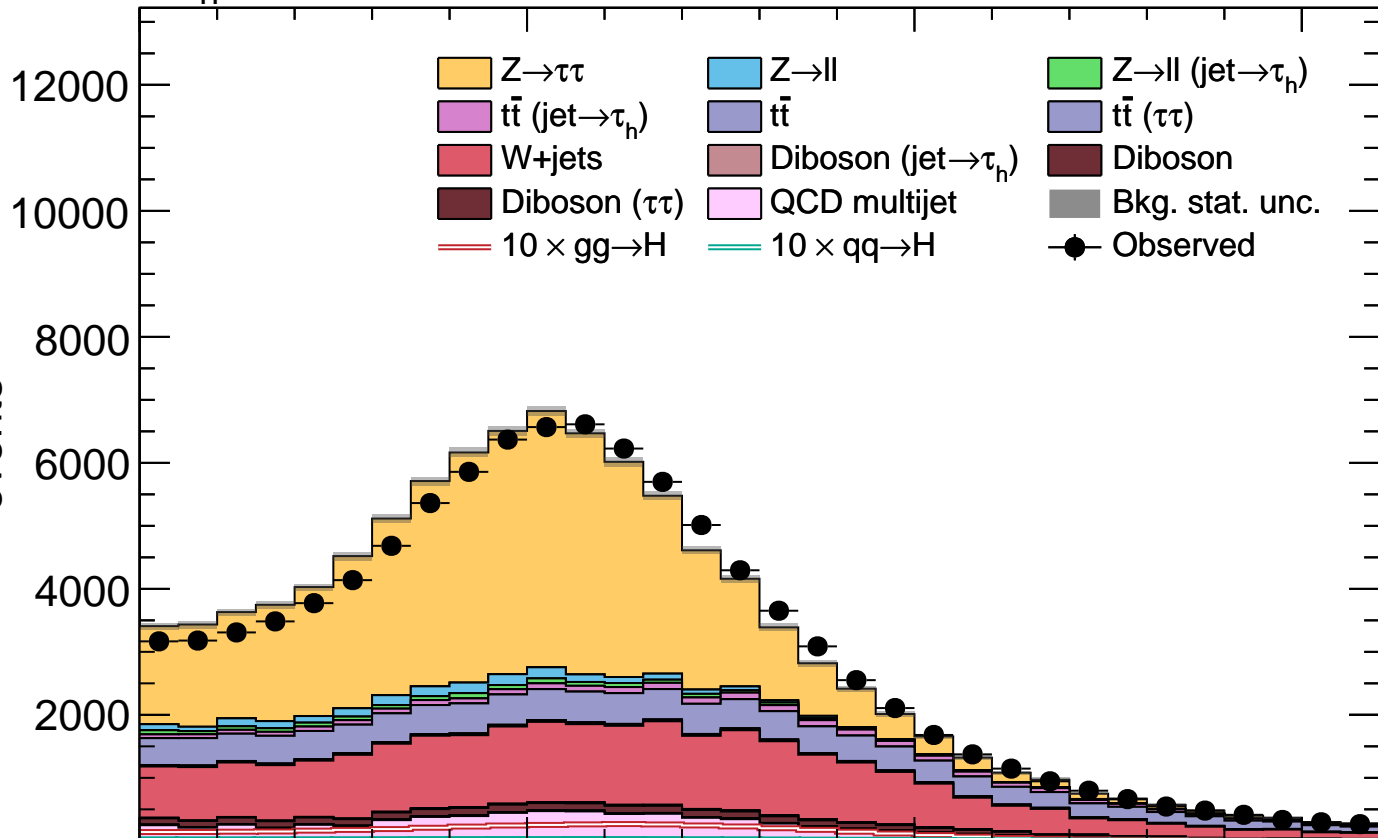 12000
10000
8000
6000
4000
2000
Z→ττ Z→ll Z→ll (jet→τh)
tt̄ (jet→τh) tt̄ tt̄ (ττ)
W+jets Diboson (jet→τh) Diboson
Diboson (ττ) QCD multijet Bkg. stat. unc.
10 × gg→H 10 × qq→H Observed